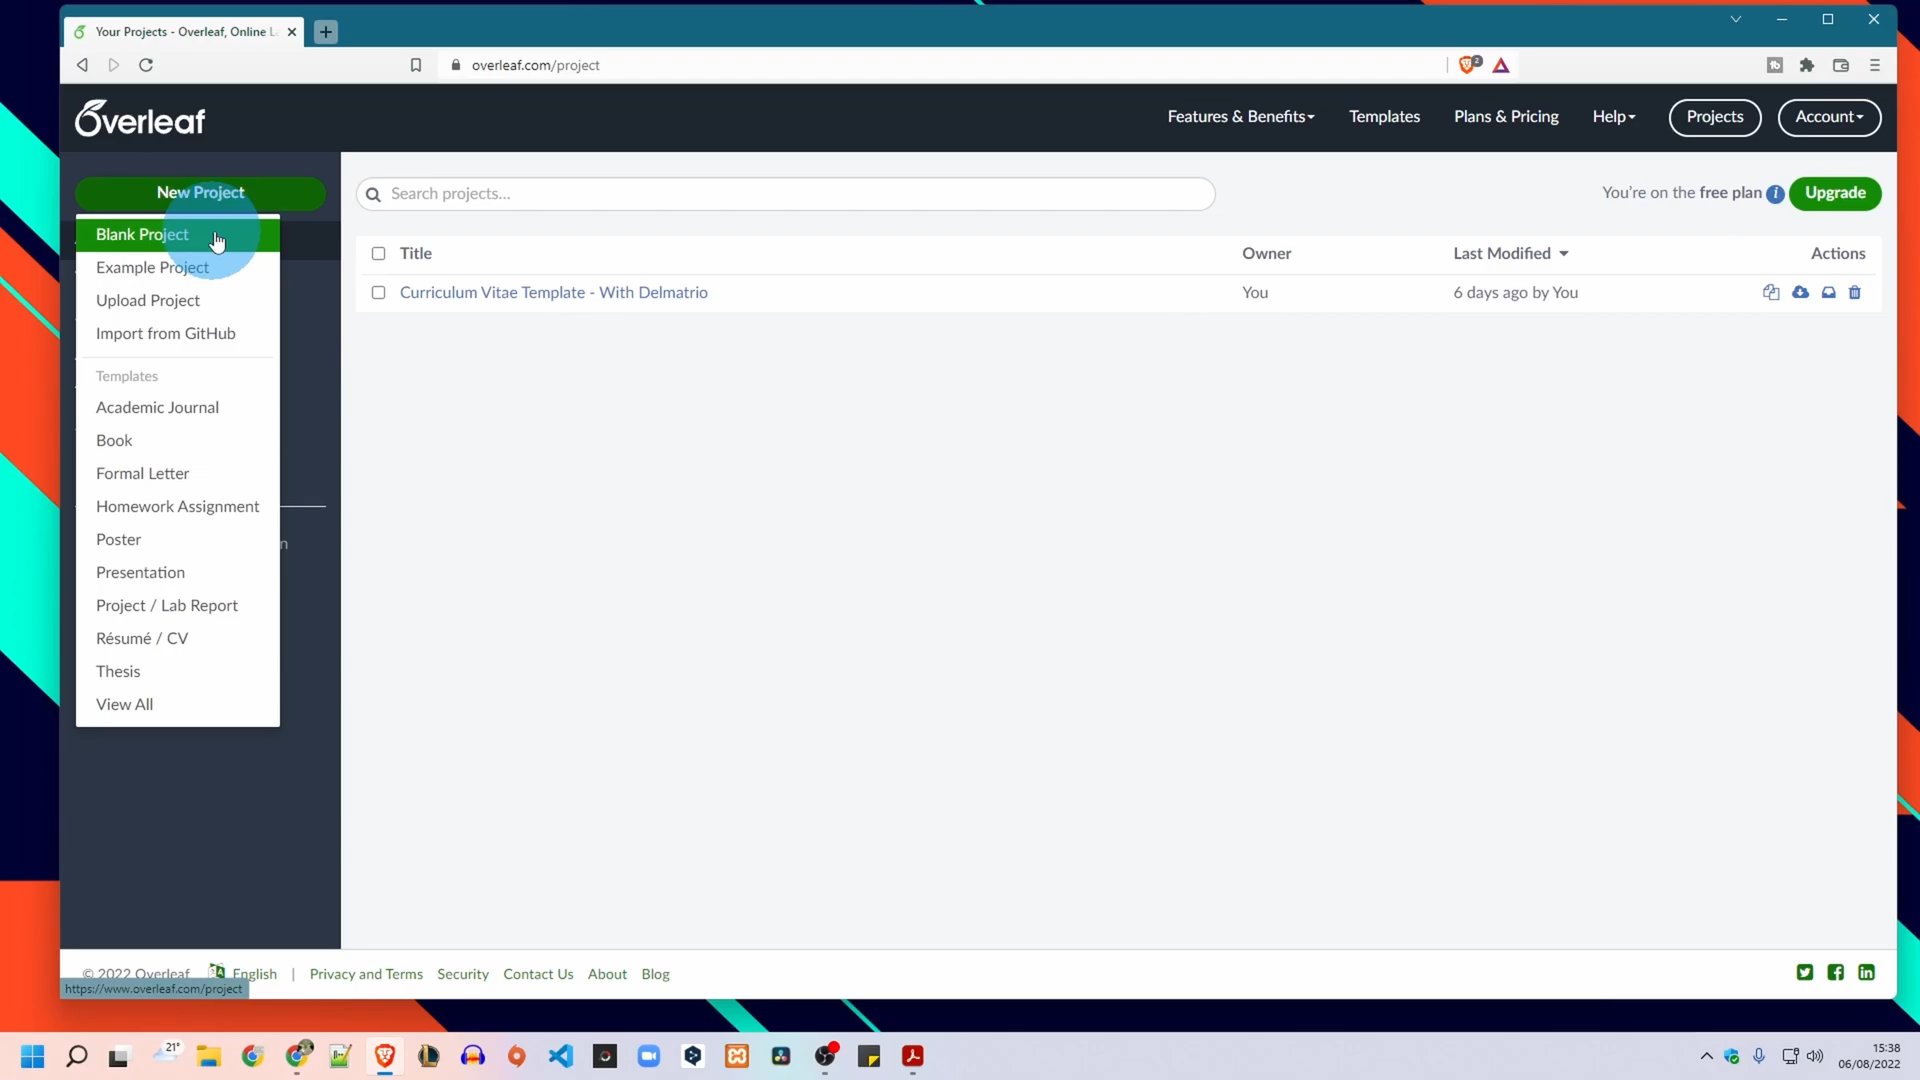 Your Projects - Overleaf, Online L
overleaf.com/project
2
Overleaf
Features & Benefits
Templates
Plans & Pricing
Help
Projects
Account
New Project
Search projects...
You're on the free plan
Upgrade
Blank Project
Example Project
Upload Project
Import from GitHub
Templates
Academic Journal
Book
Formal Letter
Homework Assignment
Poster
Presentation
Project / Lab Report
Résumé / CV
Thesis
View All
n
Title
Owner
Last Modified
Actions
Curriculum Vitae Template - With Delmatrio
You
6 days ago by You
© 2022 Overleaf
English
|
Privacy and Terms
Security
Contact Us
About
Blog
https://www.overleaf.com/project
21°
15:38
06/08/2022